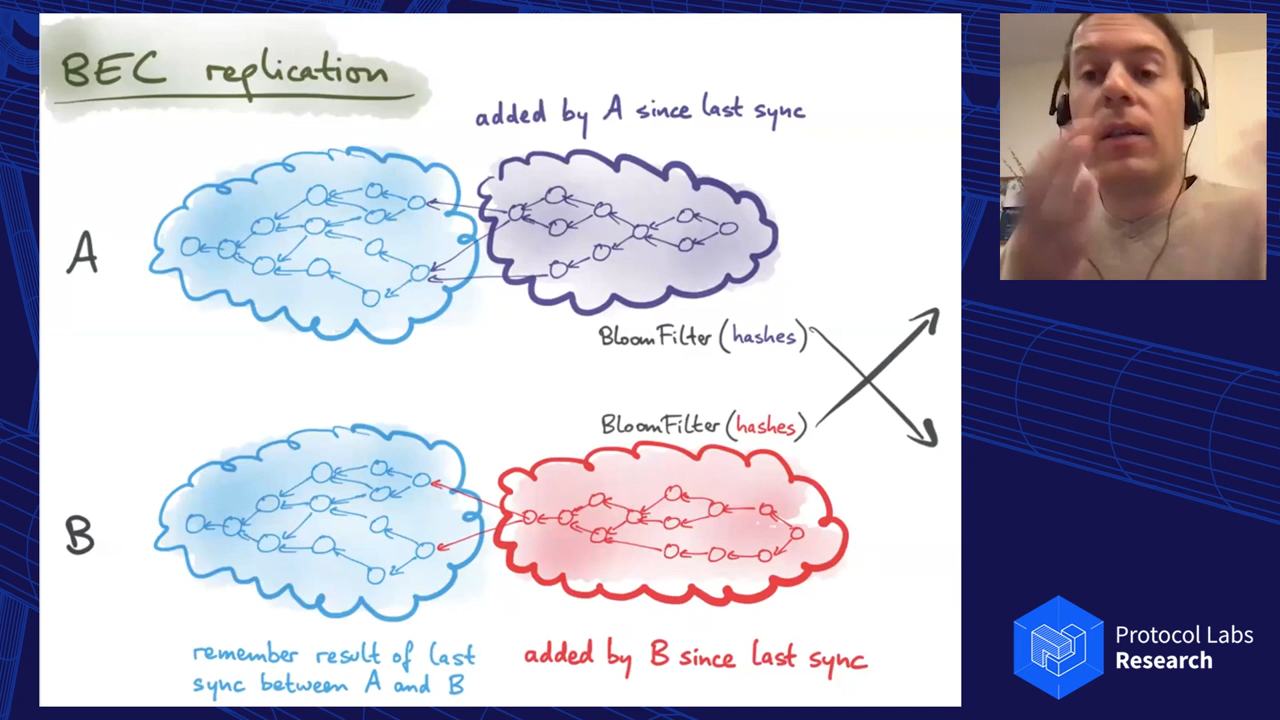 BEC replication
added by A since last sync
A
BloomFilter (hashes)
BloomFilter (hashes)
B
remember result of last
sync between A and B
added by B since last sync
Protocol Labs
Research